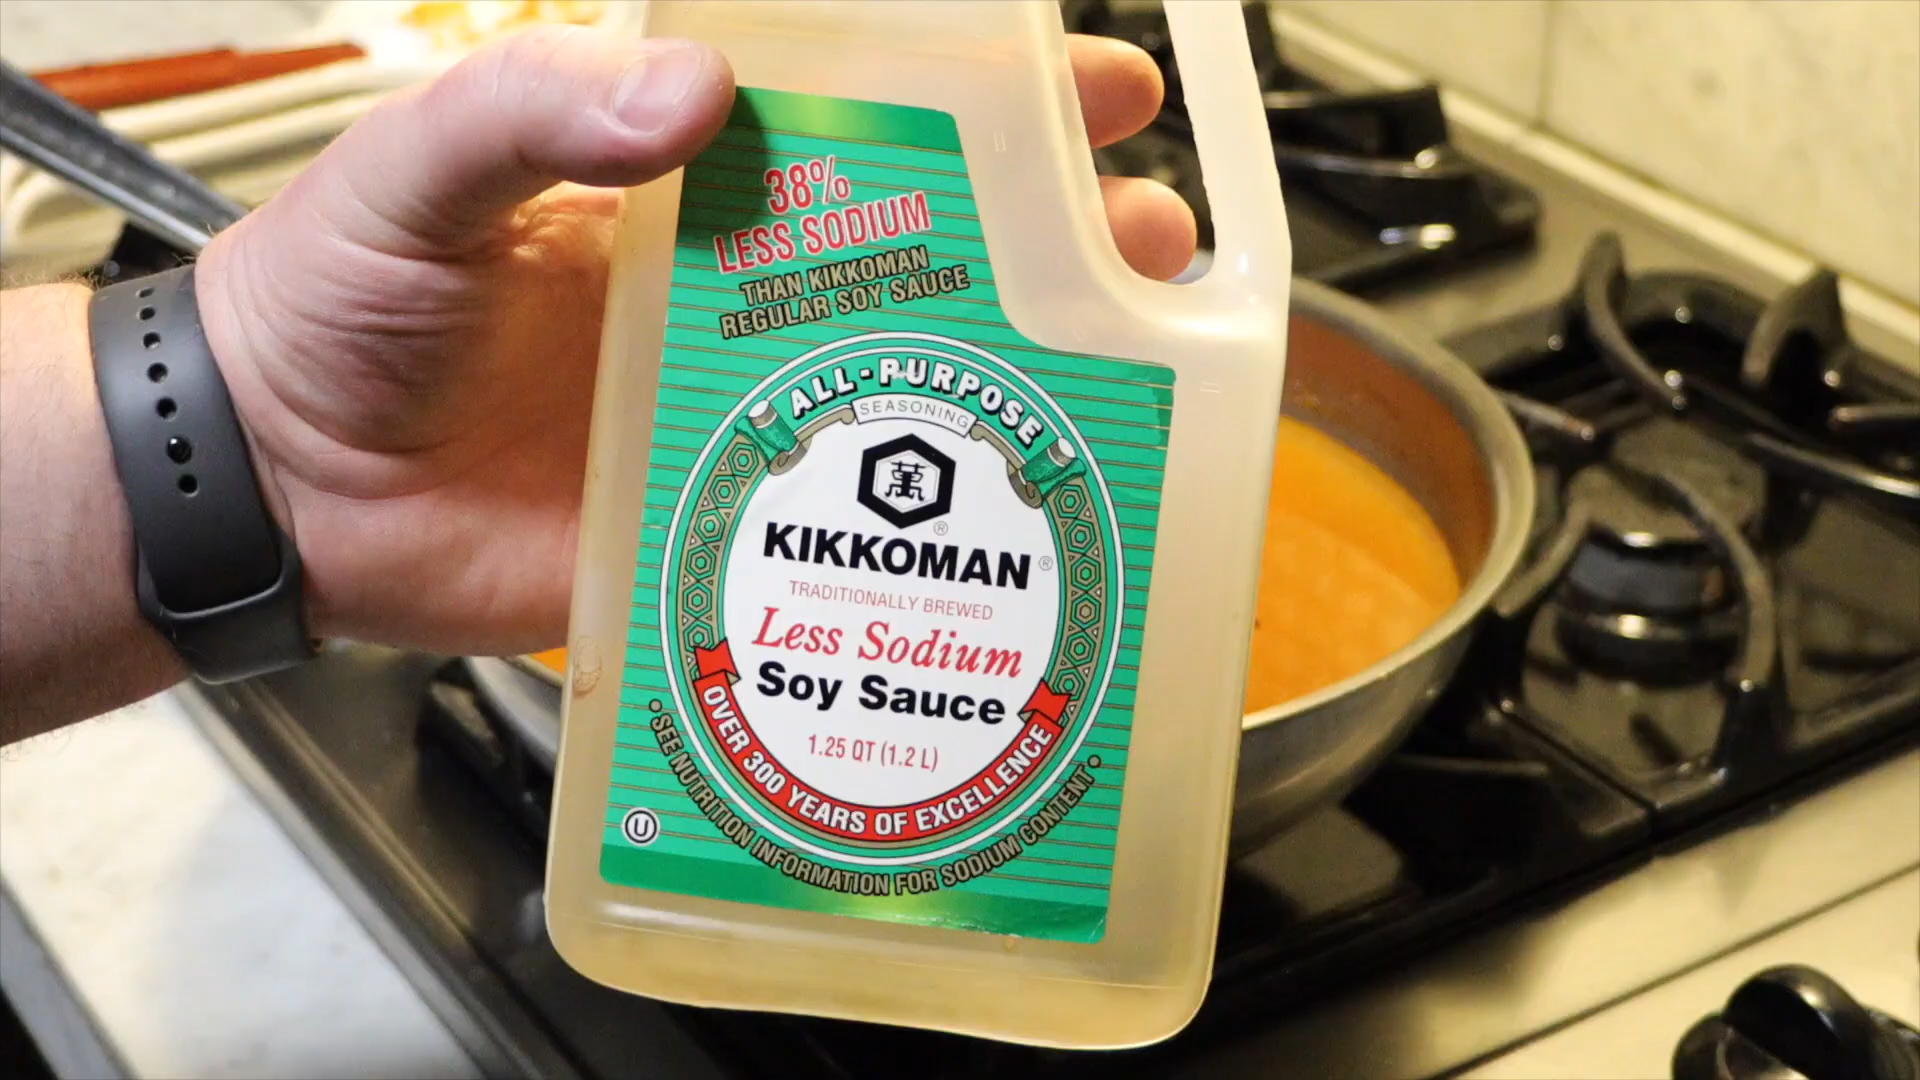 38%
LESS SODIUM
THAN KIKKOMAN
REGULAR SOY SAUCE
ALL-PURPOSE
SEASONING
萬
®
KIKKOMAN®
TRADITIONALLY BREWED
Less Sodium
Soy Sauce
1.25 QT (1.2 L)
OVER 300 YEARS OF EXCELLENCE
• SEE NUTRITION INFORMATION FOR SODIUM CONTENT •
U